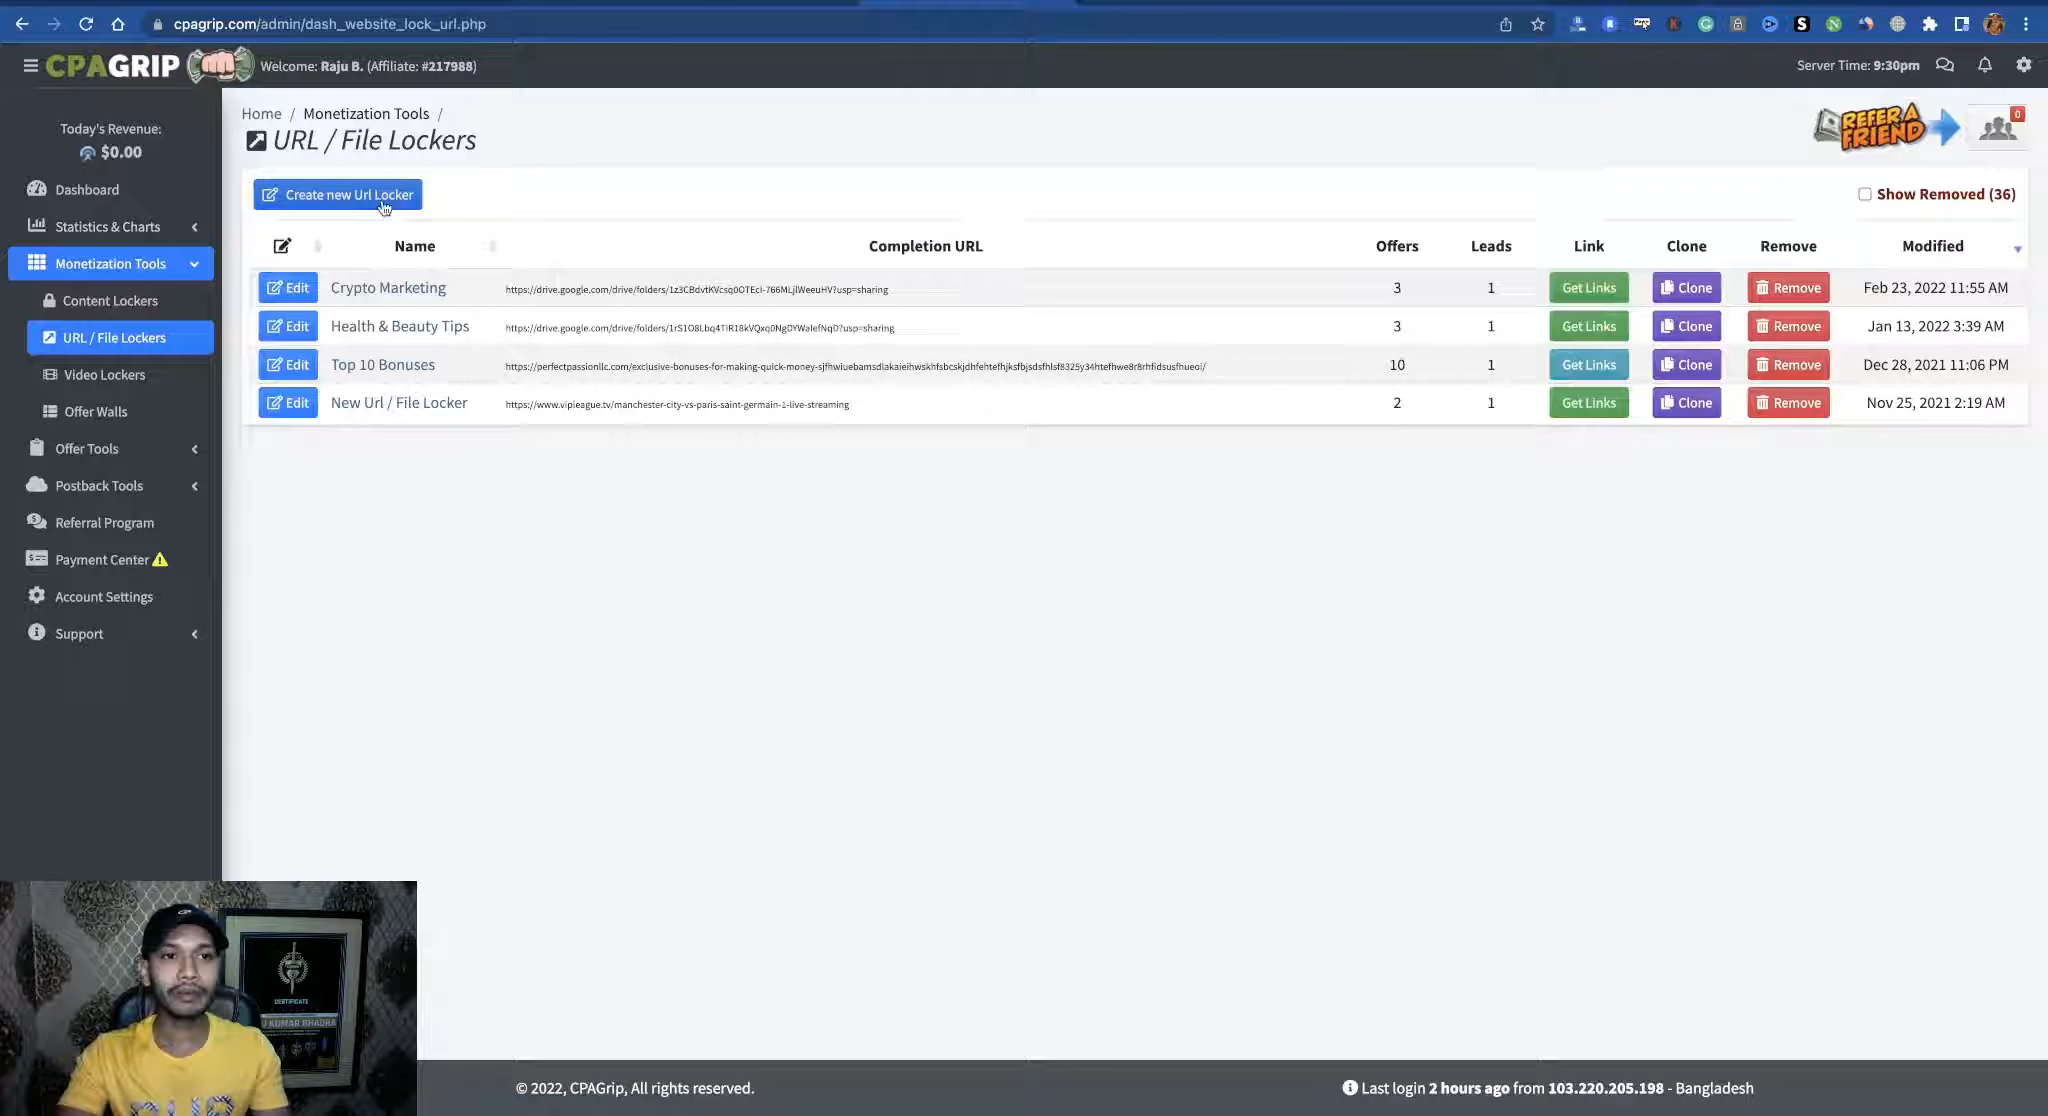 cpagrip.com/admin/dash_website_lock_url.php
CPAGRIP Welcome: Raju B. (Affiliate: #217988)
Server Time: 9:30pm
Today's Revenue:
$0.00
Dashboard
Statistics & Charts
Monetization Tools
Content Lockers
URL / File Lockers
Video Lockers
Offer Walls
Offer Tools
Postback Tools
Referral Program
Payment Center
Account Settings
Support
Home / Monetization Tools /
URL / File Lockers
REFER A
FRIEND
0
Create new Url Locker
Show Removed (36)
Name Completion URL Offers Leads Link Clone Remove Modified
Edit Crypto Marketing 3 1 Get Links Clone Remove Feb 23, 2022 11:55 AM
Edit Health & Beauty Tips 3 1 Get Links Clone Remove Jan 13, 2022 3:39 AM
Edit Top 10 Bonuses 10 1 Get Links Clone Remove Dec 28, 2021 11:06 PM
Edit New Url / File Locker https://www.vipleague.tv/manchester-city-vs-paris-saint-germain-1-live-streaming 2 1 Get Links Clone Remove Nov 25, 2021 2:19 AM
CERTIFICATE
KUMAR BHADRA
© 2022, CPAGrip, All rights reserved.
Last login 2 hours ago from 103.220.205.198 - Bangladesh